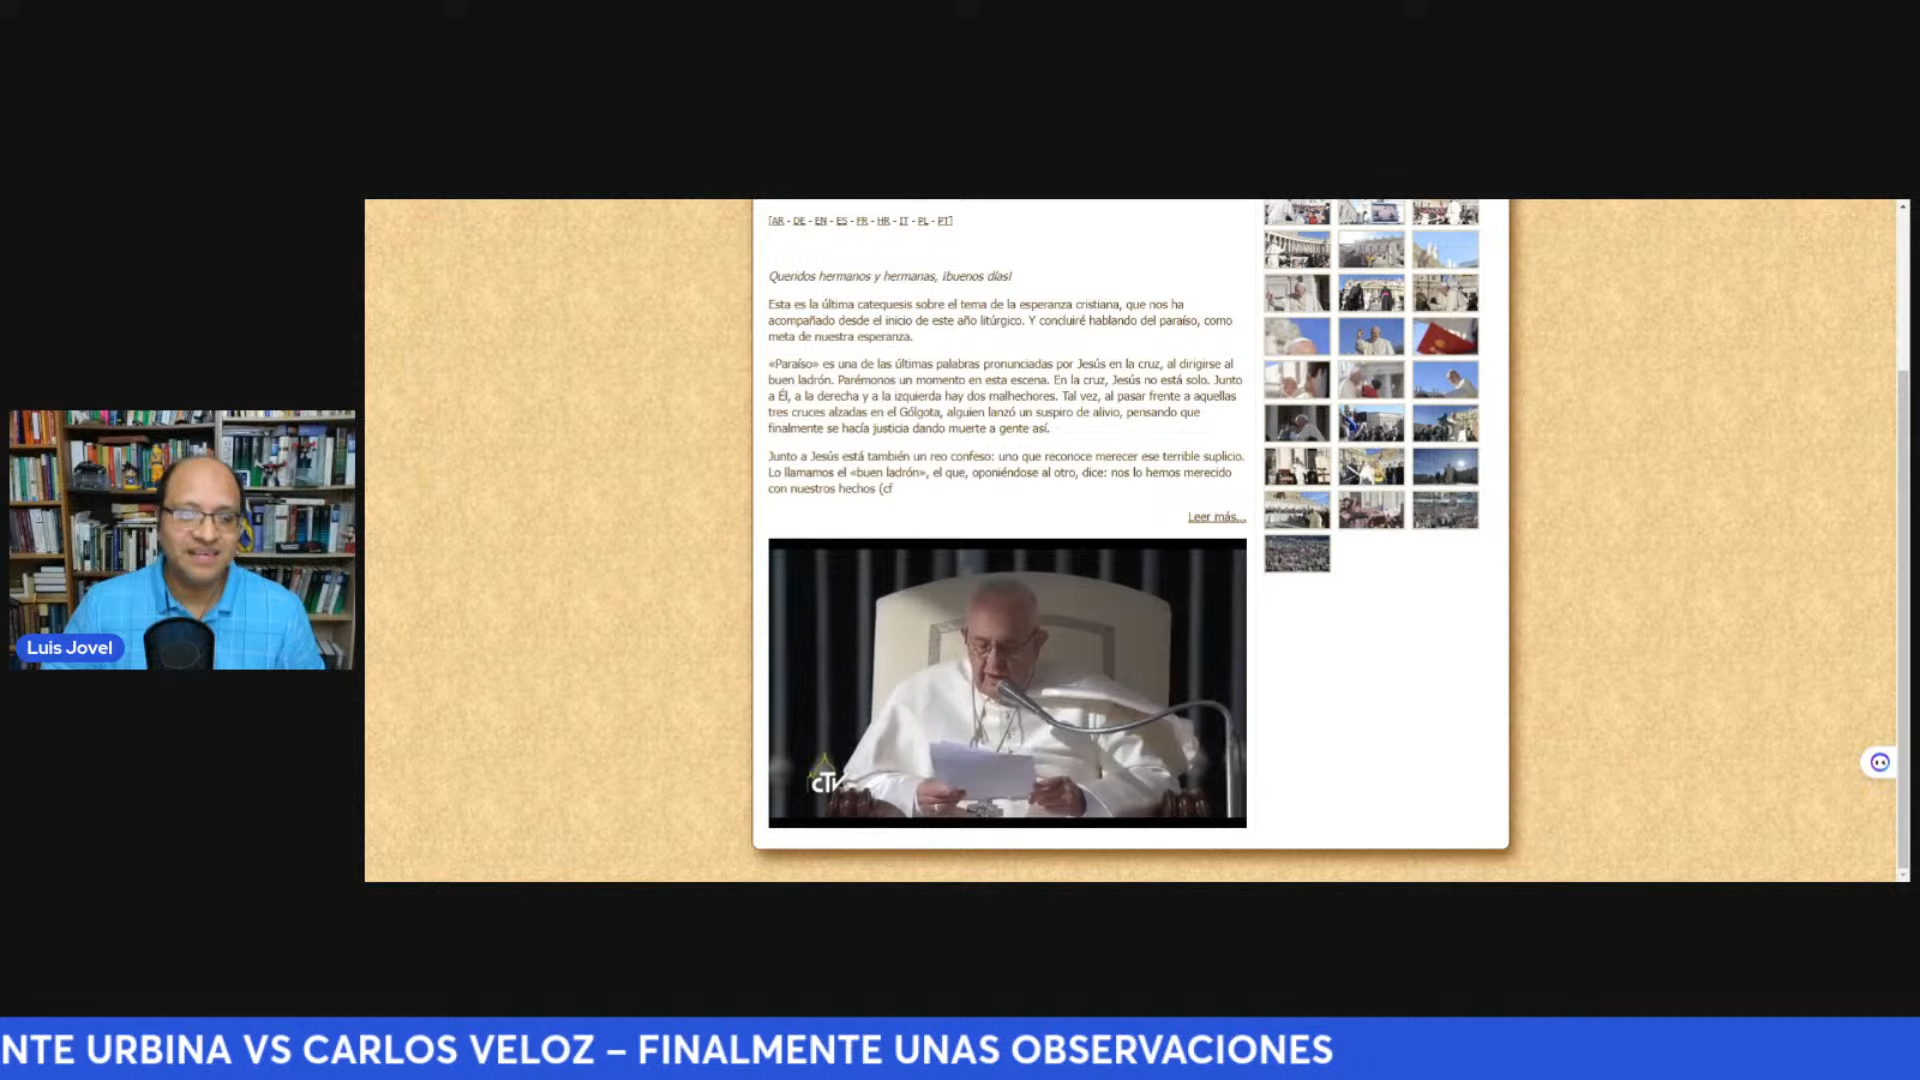 [AR - DE - EN - ES - FR - HR - IT - PL - PT]
Queridos hermanos y hermanas, ¡buenos días!
Esta es la última catequesis sobre el tema de la esperanza cristiana, que nos ha
acompañado desde el inicio de este año litúrgico. Y concluiré hablando del paraíso, como
meta de nuestra esperanza.
«Paraíso» es una de las últimas palabras pronunciadas por Jesús en la cruz, al dirigirse al
buen ladrón. Parémonos un momento en esta escena. En la cruz, Jesús no está solo. Junto
a Él, a la derecha y a la izquierda hay dos malhechores. Tal vez, al pasar frente a aquellas
tres cruces alzadas en el Gólgota, alguien lanzó un suspiro de alivio, pensando que
finalmente se hacía justicia dando muerte a gente así.
Junto a Jesús está también un reo confeso: uno que reconoce merecer ese terrible suplicio.
Lo llamamos el «buen ladrón», el que, oponiéndose al otro, dice: nos lo hemos merecido
con nuestros hechos (cf
Leer más...
CTV
Luis Jovel
NTE URBINA VS CARLOS VELOZ – FINALMENTE UNAS OBSERVACIONES